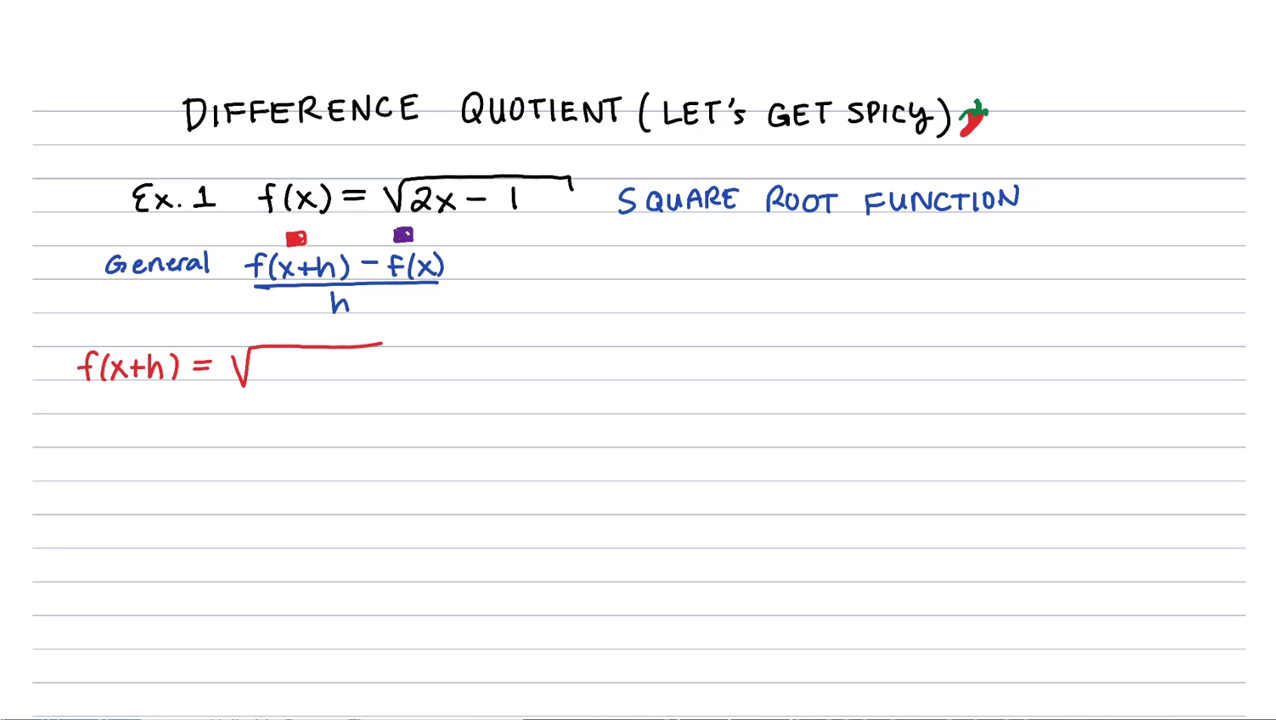 DIFFERENCE QUOTIENT (LET's GET SPICY)
Ex. 1 f(x) = √2x - 1 SQUARE ROOT FUNCTION
General f(x+h) - f(x)
h
f(x+h) = √